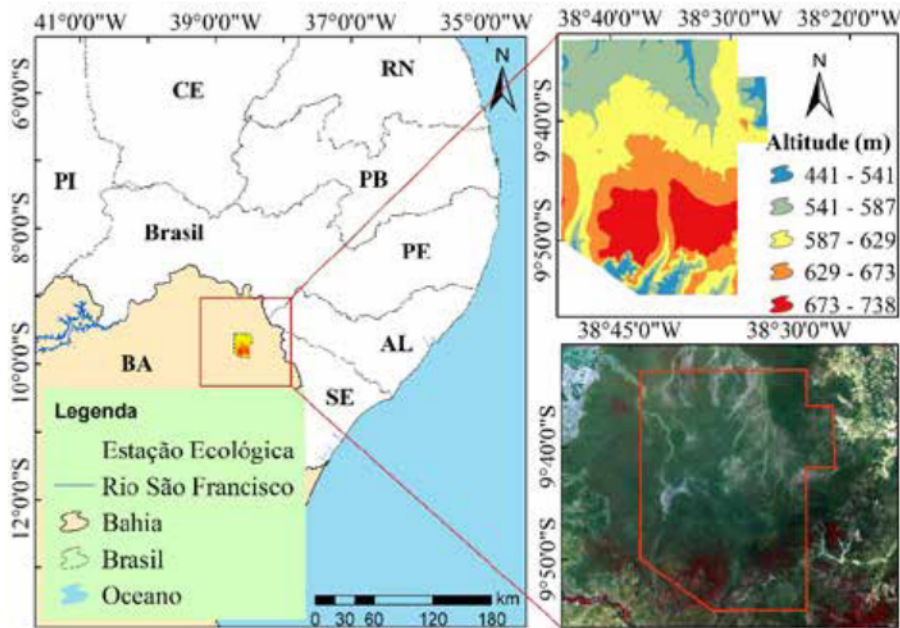 41°0'0"W 39°0'0"W 37°0'0"W 35°0'0"W
6°0'0"S
8°0'0"S
10°0'0"S
12°0'0"S
N
CE
RN
PI
PB
Brasil
PE
AL
BA
SE
Legenda
Estação Ecológica
Rio São Francisco
Bahia
Brasil
Oceano
km
0 30 60 120 180
38°40'0"W 38°30'0"W 38°20'0"W
9°40'0"S
9°50'0"S
N
Altitude (m)
441 - 541
541 - 587
587 - 629
629 - 673
673 - 738
38°45'0"W 38°30'0"W
9°40'0"S
9°50'0"S